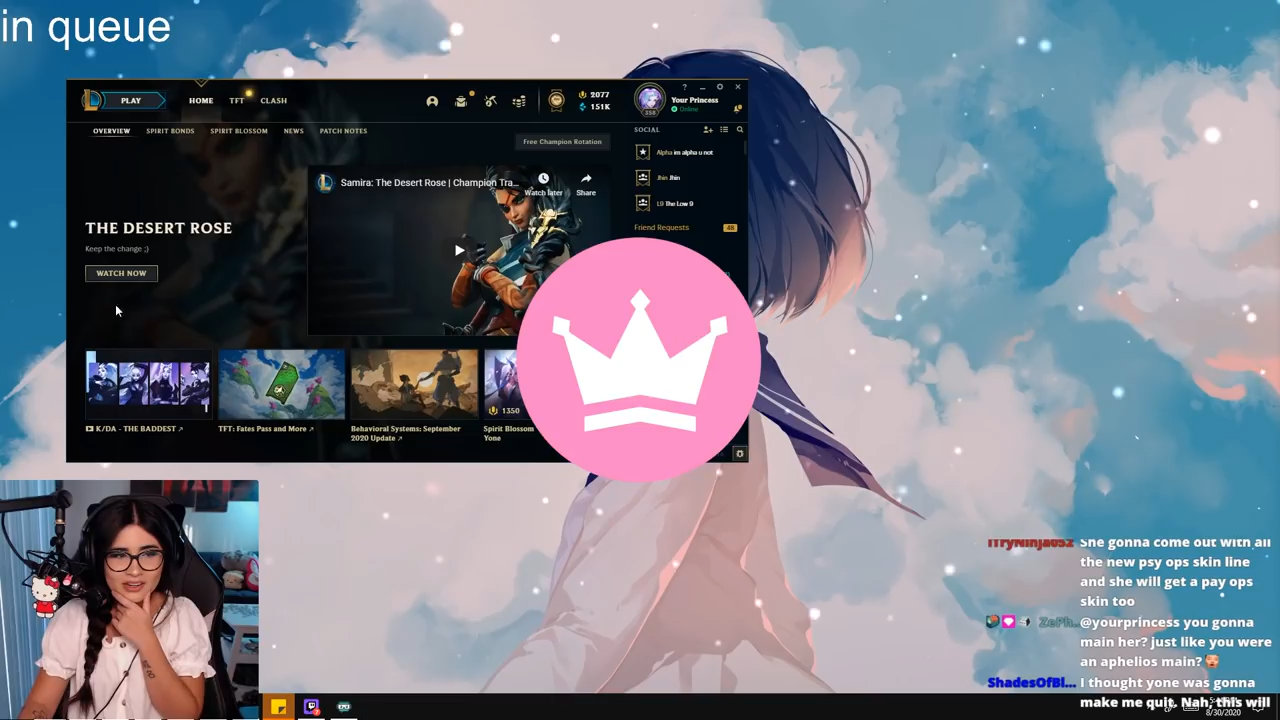 in queue
PLAY
HOME
TFT
CLASH
2077
151K
358
Your Princess
Online
OVERVIEW
SPIRIT BONDS
SPIRIT BLOSSOM
NEWS
PATCH NOTES
Free Champion Rotation
SOCIAL
Alpha im alpha u not
Jhin Jhin
L9 The Low 9
Friend Requests
48
Samira: The Desert Rose | Champion Tra...
Watch later
Share
THE DESERT ROSE
Keep the change ;)
WATCH NOW
K/DA - THE BADDEST
TFT: Fates Pass and More
Behavioral Systems: September
2020 Update
1350
Spirit Blossom
Yone
ITryNinja052 She gonna come out with all
the new psy ops skin line
and she will get a pay ops
skin too
@yourprincess you gonna
main her? just like you were
an aphelios main?
ShadesOfBl... I thought yone was gonna
make me quit. Nah, this will
8/30/2020